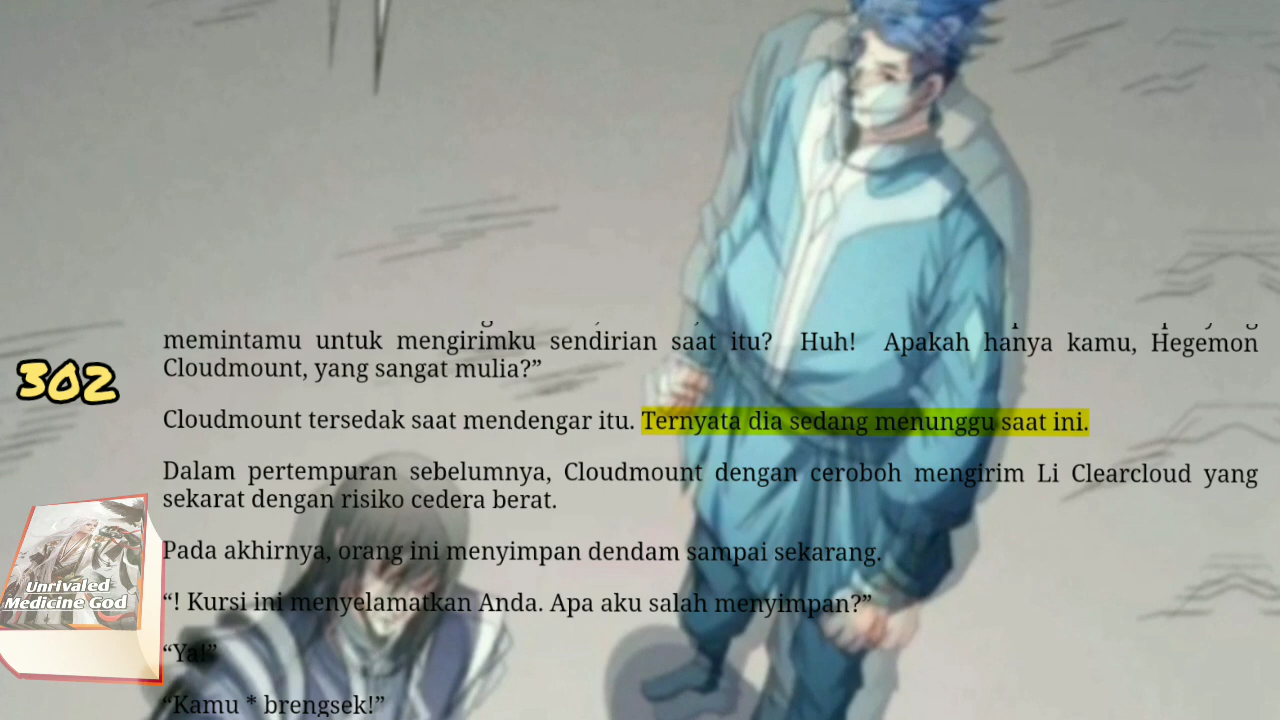 memintamu untuk mengirimku sendirian saat itu? Huh! Apakah hanya kamu, Hegemon
Cloudmount, yang sangat mulia?”
302
Cloudmount tersedak saat mendengar itu. Ternyata dia sedang menunggu saat ini.
Dalam pertempuran sebelumnya, Cloudmount dengan ceroboh mengirim Li Clearcloud yang
sekarat dengan risiko cedera berat.
Pada akhirnya, orang ini menyimpan dendam sampai sekarang.
“! Kursi ini menyelamatkan Anda. Apa aku salah menyimpan?”
Unrivaled
Medicine God
“Ya!”
“Kamu * brengsek!”